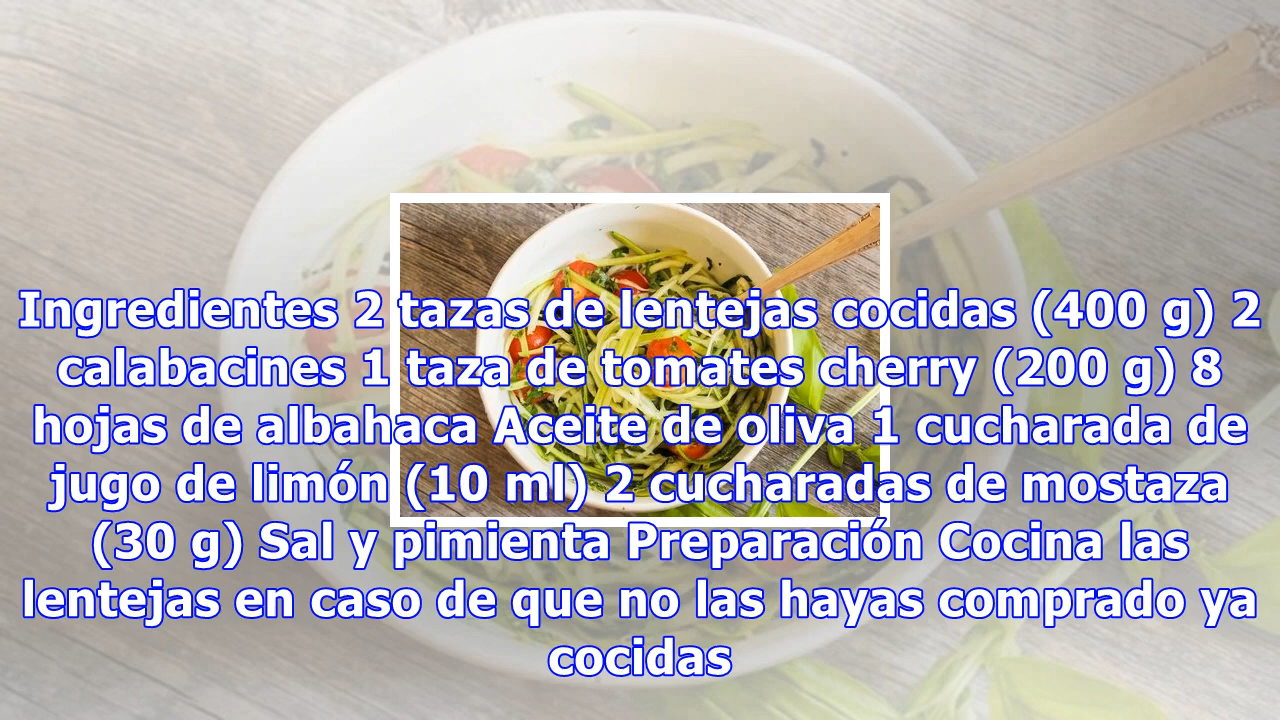 Ingredientes 2 tazas de lentejas cocidas (400 g) 2
calabacines 1 taza de tomates cherry (200 g) 8
hojas de albahaca Aceite de oliva 1 cucharada de
jugo de limón (10 ml) 2 cucharadas de mostaza
(30 g) Sal y pimienta Preparación Cocina las
lentejas en caso de que no las hayas comprado ya
cocidas